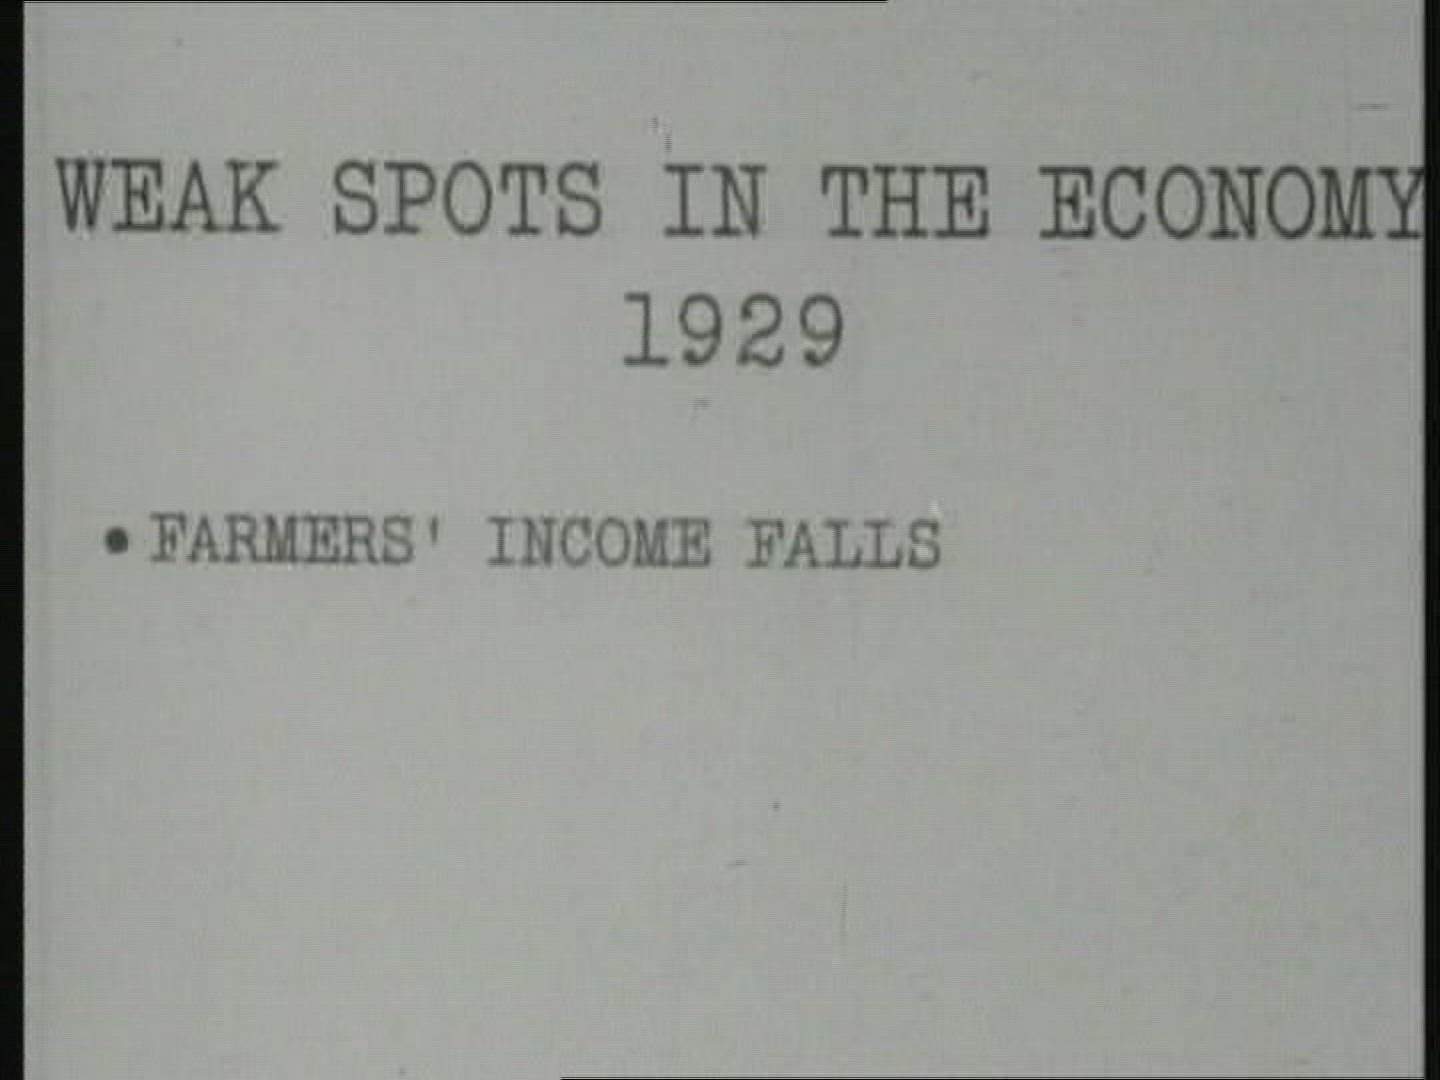 WEAK SPOTS IN THE ECONOMY
1929
• FARMERS' INCOME FALLS